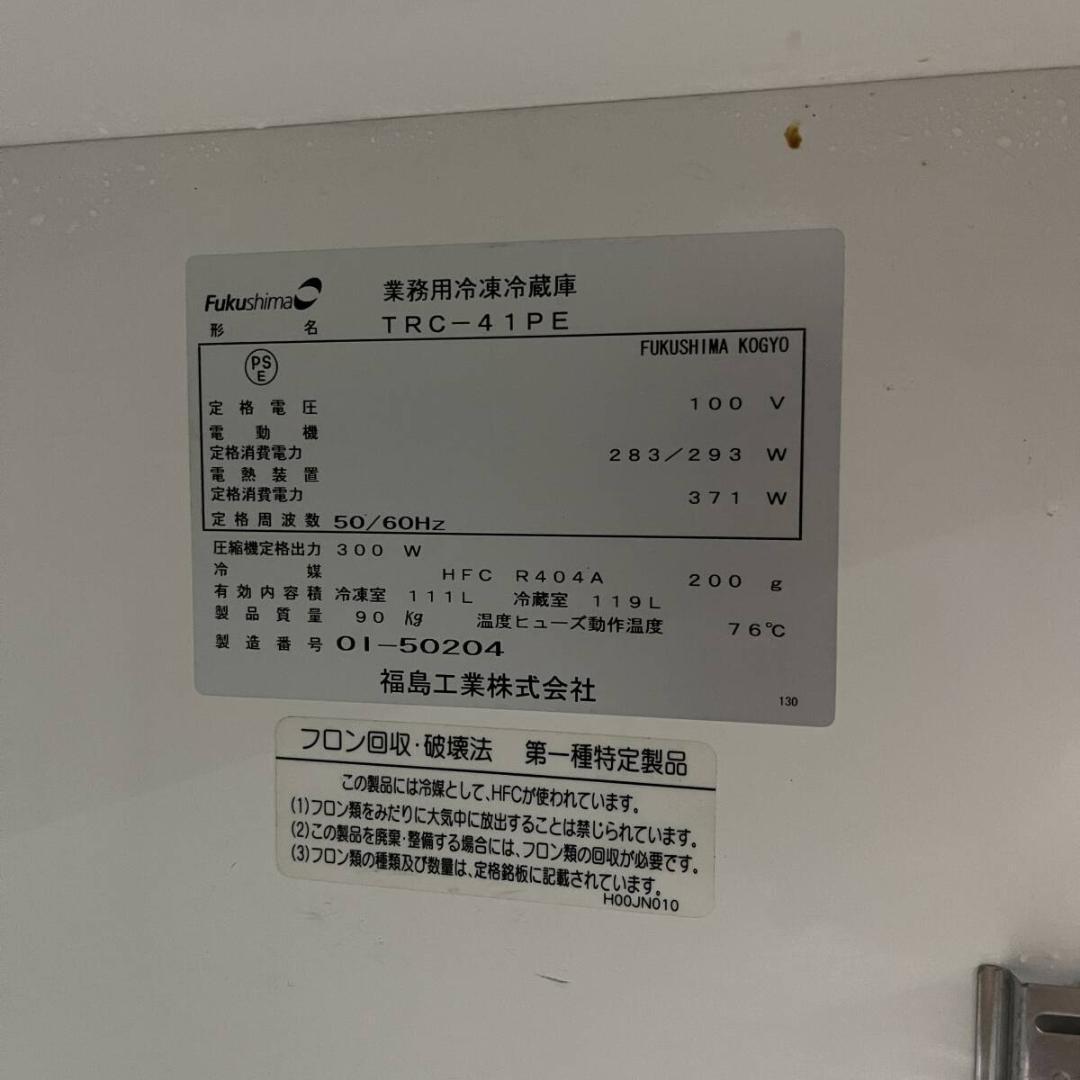 Fukushima 業務用冷凍冷蔵庫
形名 TRC-41PE
FUKUSHIMA KOGYO
PS
E
定格電圧 100 V
電動機
定格消費電力 283/293 W
電熱装置
定格消費電力 371 W
定格周波数 50/60Hz
圧縮機定格出力 300 W
冷媒 HFC R404A 200 g
有効内容積 冷凍室 111L 冷蔵室 119L
製品質量 90 Kg 温度ヒューズ動作温度 76℃
製造番号 01-50204
福島工業株式会社
130
フロン回収・破壊法 第一種特定製品
この製品には冷媒として、HFCが使われています。
(1)フロン類をみだりに大気中に放出することは禁じられています。
(2)この製品を廃棄・整備する場合には、フロン類の回収が必要です。
(3)フロン類の種類及び数量は、定格銘板に記載されています。
H00JN010